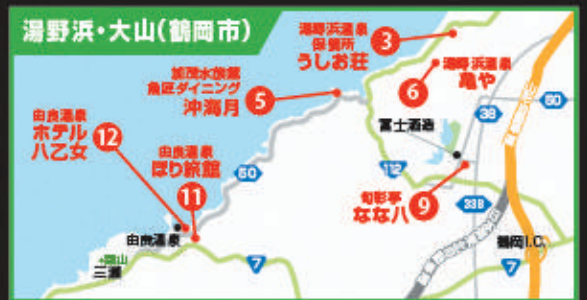 湯野浜・大山(鶴岡市)
湯野浜温泉
保養所
うしお荘
3
加茂水族館
魚匠ダイニング
沖海月
5
湯野浜温泉
亀や
6
由良温泉
ホテル
八乙女
12
由良温泉
ほり旅館
11
冨士酒造
旬彩亭
なな八
9
由良温泉
三瀬
鶴岡I.C.
50
50
38
112
338
7
7